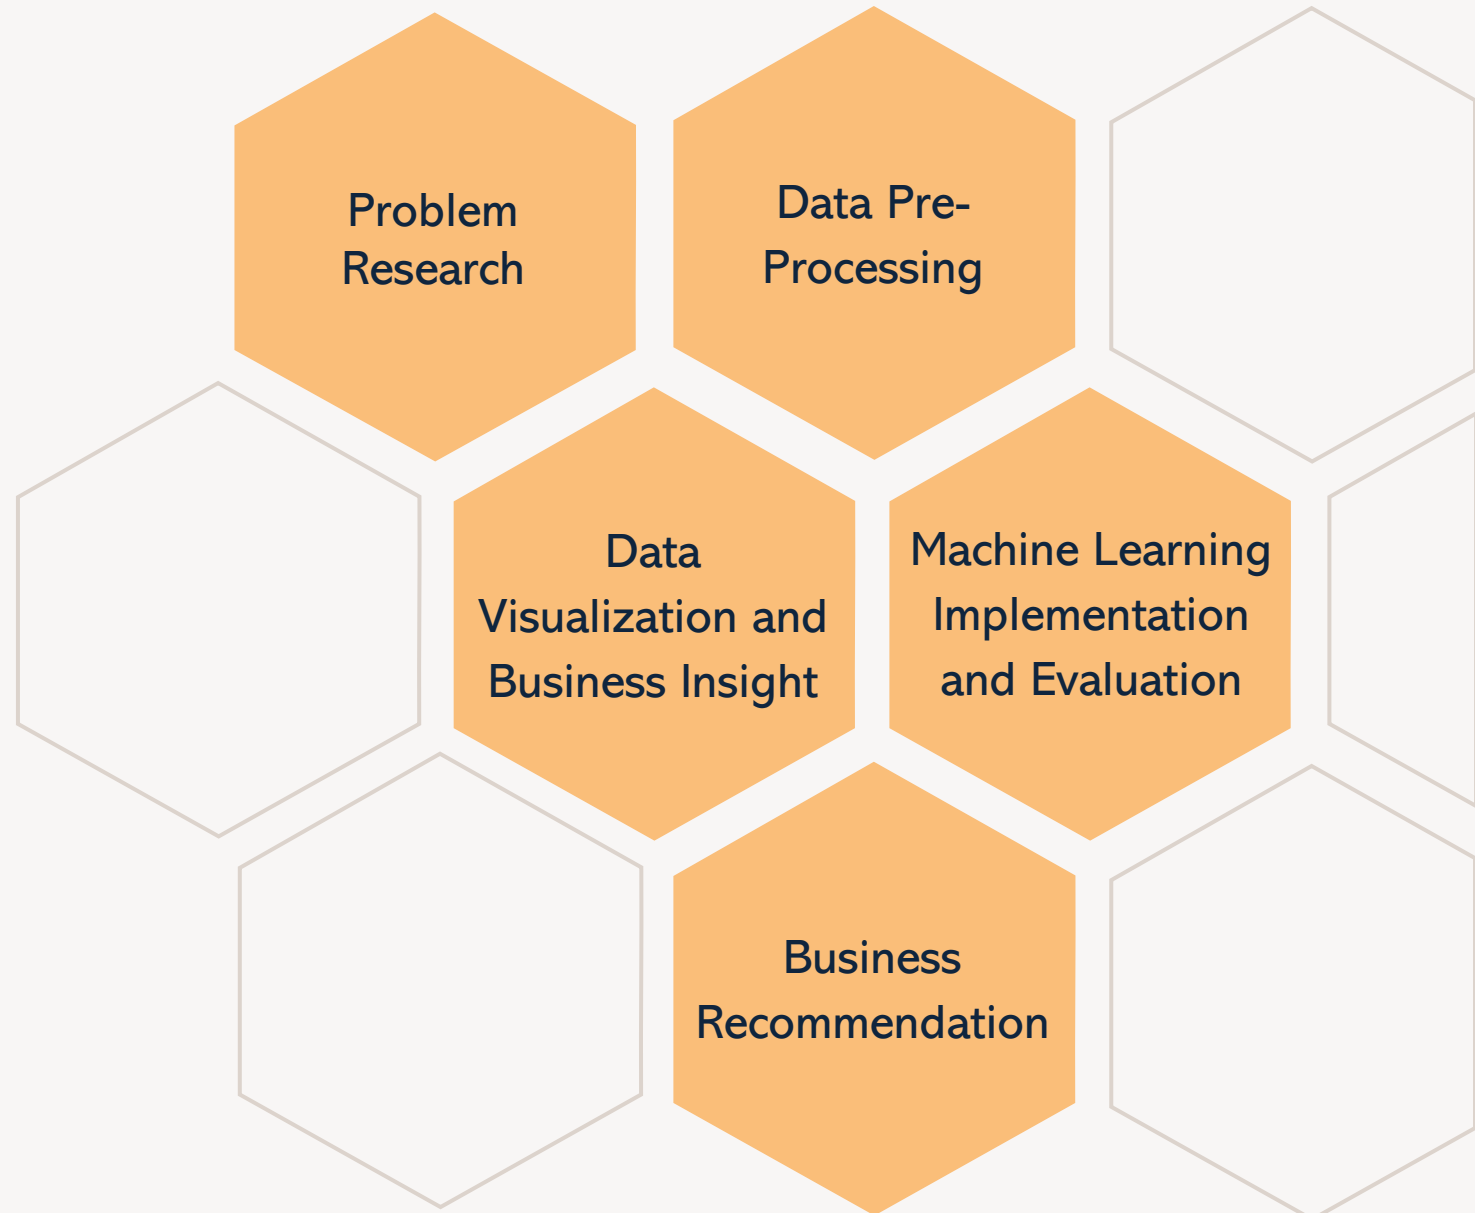 Problem
Research
Data Pre-
Processing
Data
Visualization and
Business Insight
Machine Learning
Implementation
and Evaluation
Business
Recommendation